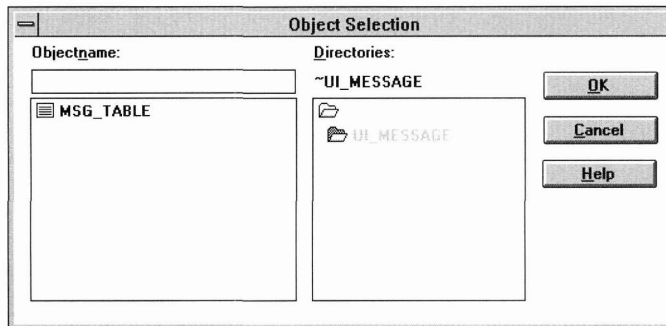 Object Selection
Objectname:
Directories:
~UI_MESSAGE
MSG_TABLE
UI_MESSAGE
OK
Cancel
Help